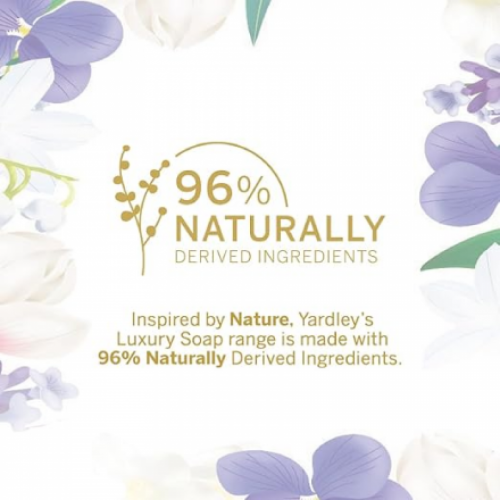 96%
NATURALLY
DERIVED INGREDIENTS
Inspired by Nature, Yardley's
Luxury Soap range is made with
96% Naturally Derived Ingredients.